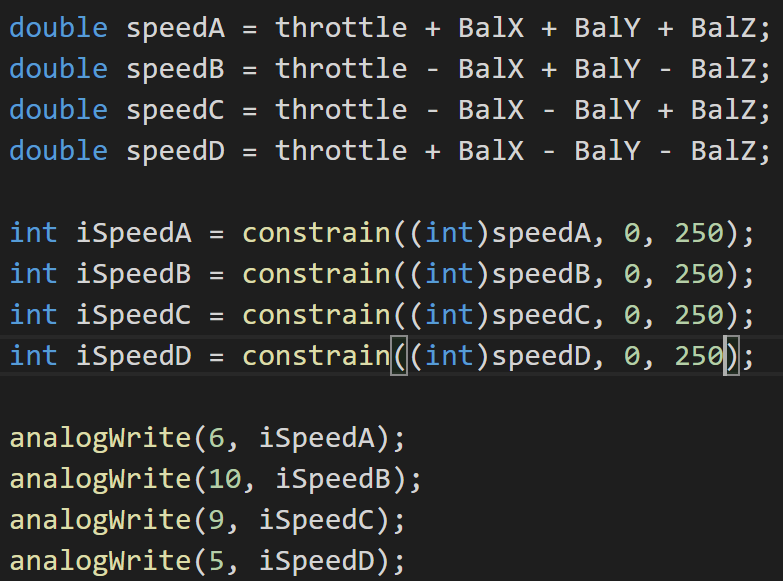 double speedA = throttle + BalX + BalY + BalZ;
double speedB = throttle - BalX + BalY - BalZ;
double speedC = throttle - BalX - BalY + BalZ;
double speedD = throttle + BalX - BalY - BalZ;
int iSpeedA = constrain((int)speedA, 0, 250);
int iSpeedB = constrain((int)speedB, 0, 250);
int iSpeedC = constrain((int)speedC, 0, 250);
int iSpeedD = constrain((int)speedD, 0, 250);
analogWrite(6, iSpeedA);
analogWrite(10, iSpeedB);
analogWrite(9, iSpeedC);
analogWrite(5, iSpeedD);